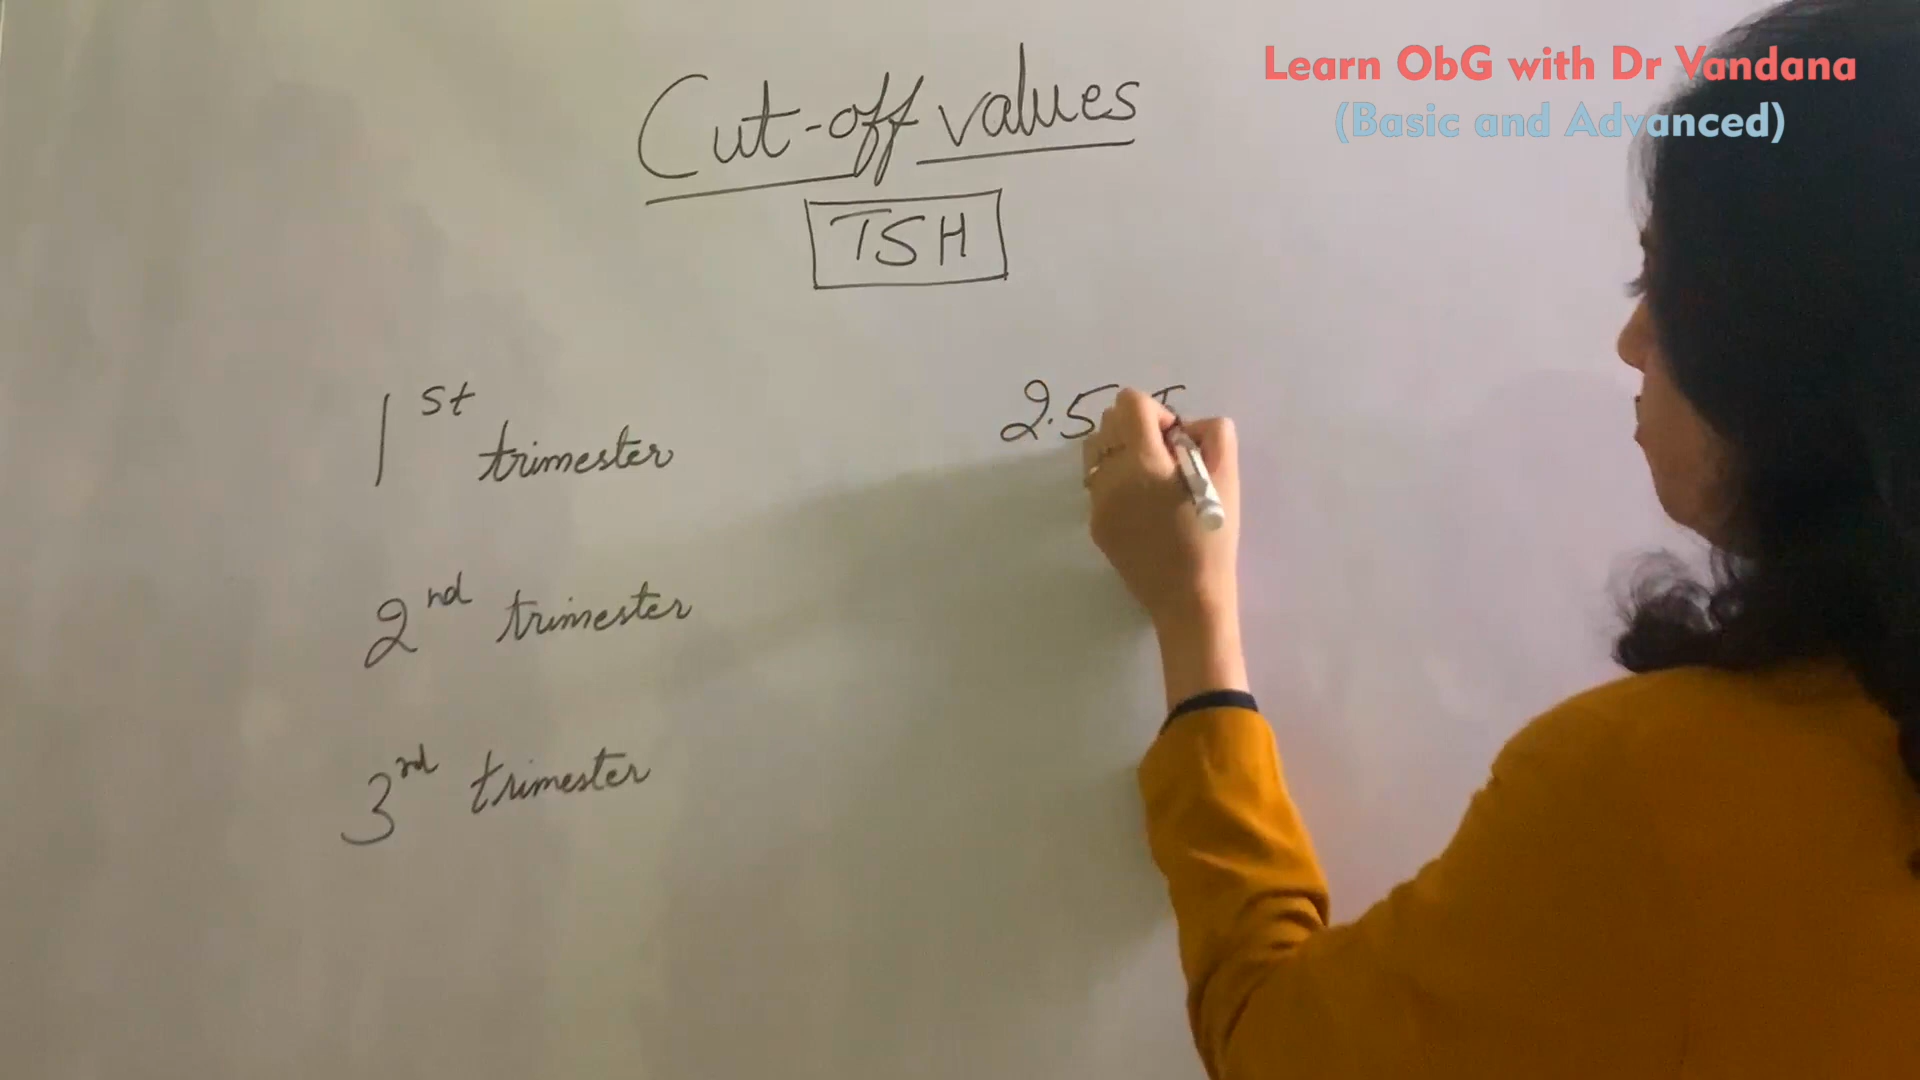 Learn ObG with Dr Vandana
(Basic and Advanced)
Cut-off values
TSH
1st trimester 2.5
2nd trimester
3rd trimester